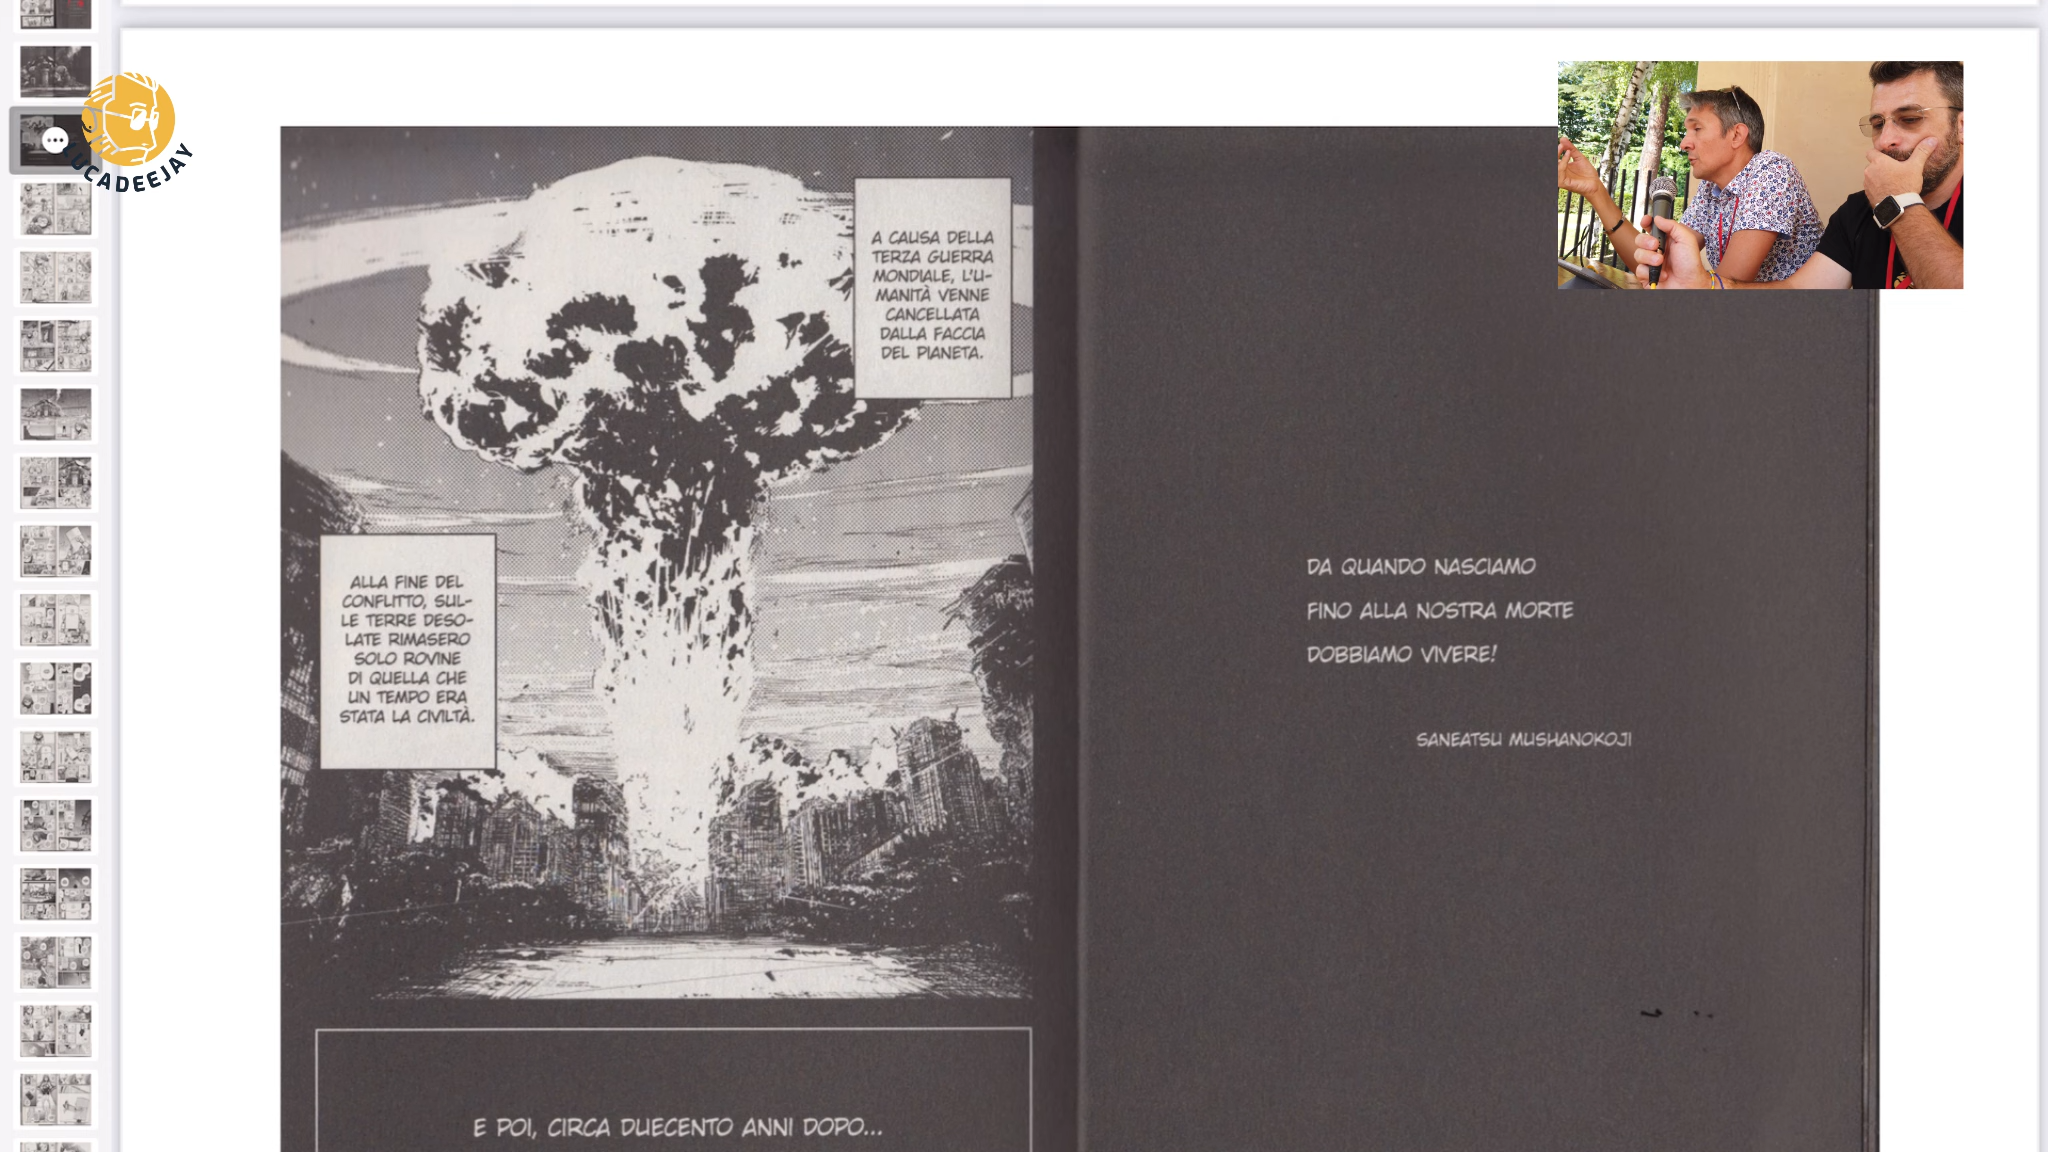 LUCADEEJAY
DA QUANDO NASCIAMO
FINO ALLA NOSTRA MORTE
DOBBIAMO VIVERE!
SANEATSU MUSHANOKOJI
A CAUSA DELLA
TERZA GUERRA
MONDIALE, L'U-
MANITÀ VENNE
CANCELLATA
DALLA FACCIA
DEL PIANETA.
ALLA FINE DEL
CONFLITTO, SUL-
LE TERRE DESO-
LATE RIMASERO
SOLO ROVINE
DI QUELLA CHE
UN TEMPO ERA
STATA LA CIVILTÀ.
E POI, CIRCA DUECENTO ANNI DOPO...